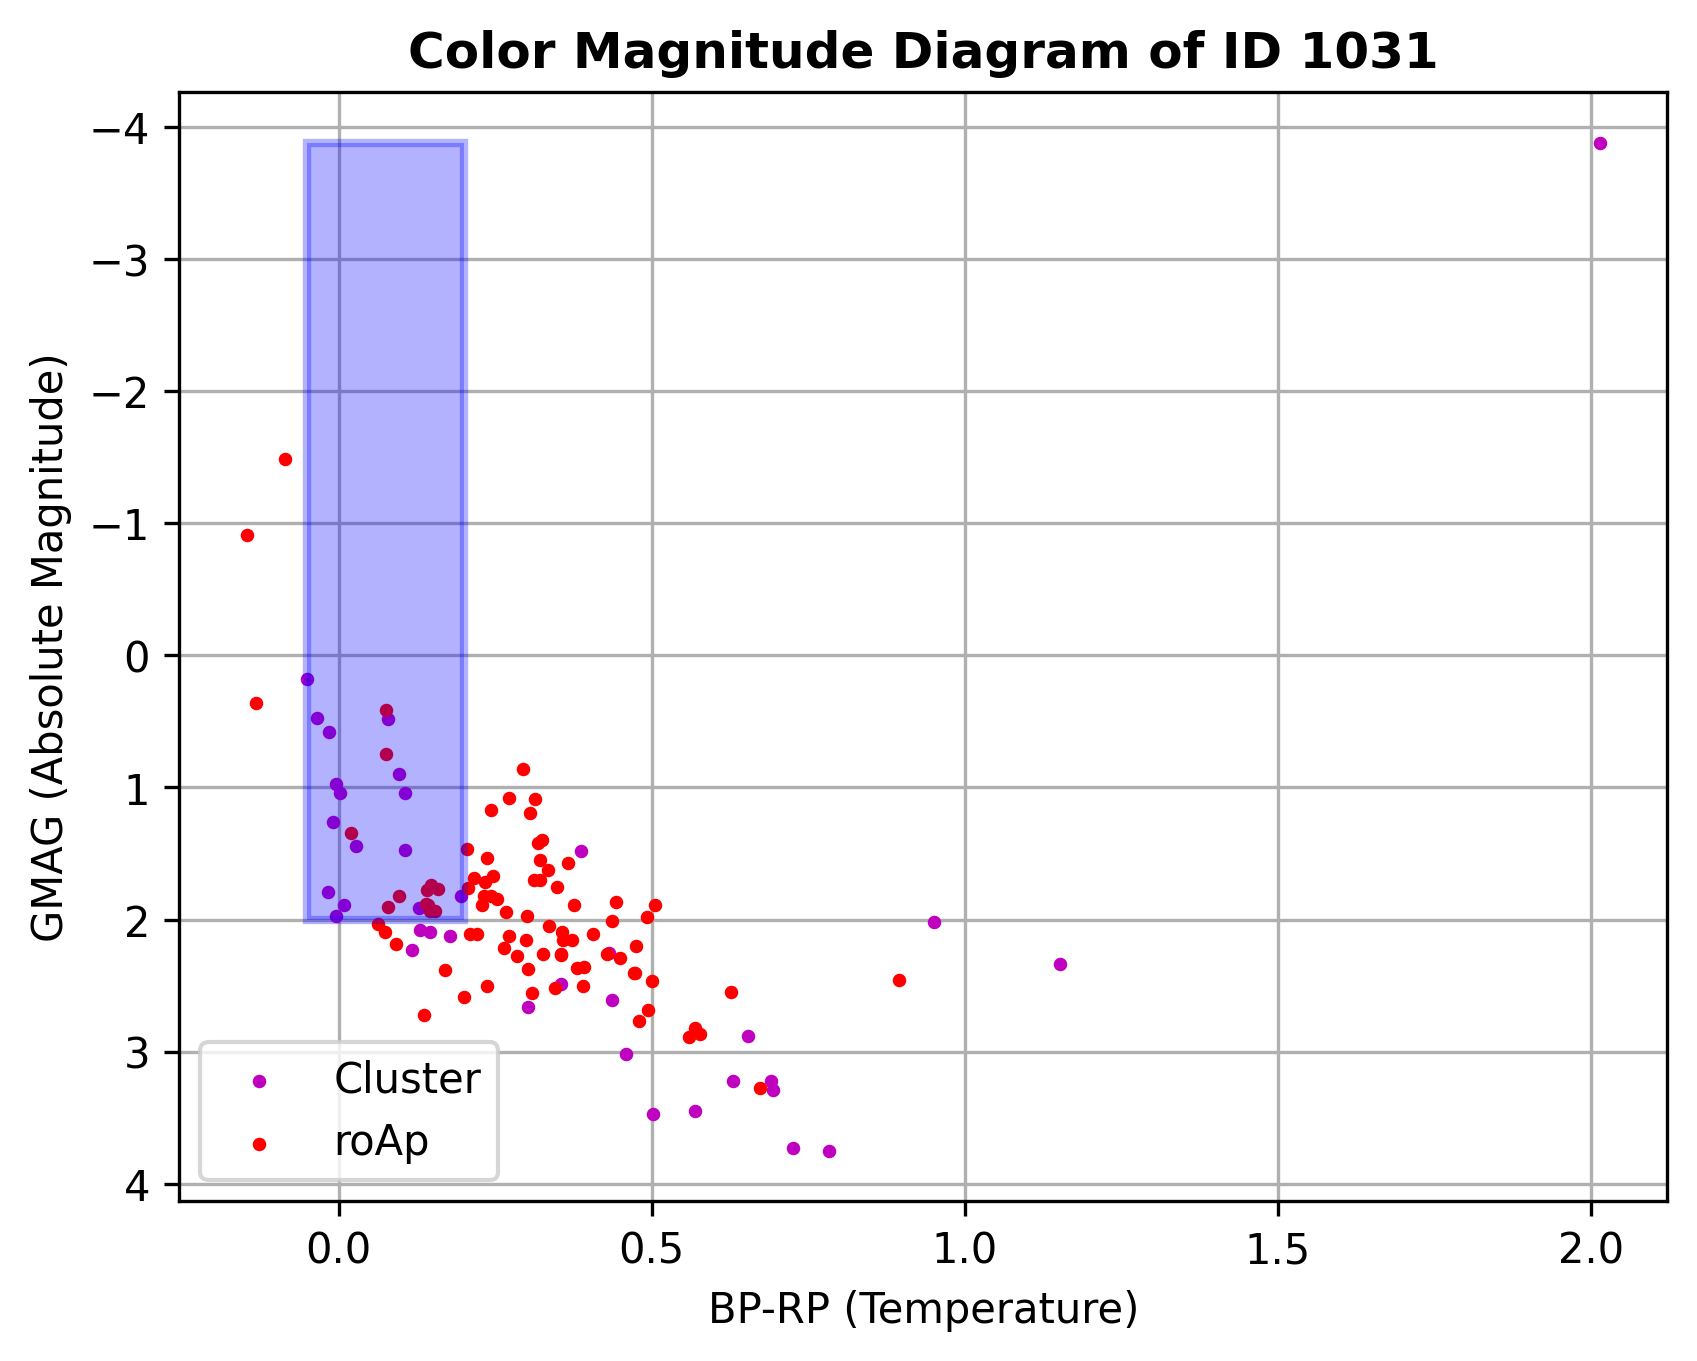 Color Magnitude Diagram of ID 1031
−4
−3
−2
−1
0
1
2
3
4
GMAG (Absolute Magnitude)
Cluster
roAp
0.0 0.5 1.0 1.5 2.0
BP-RP (Temperature)